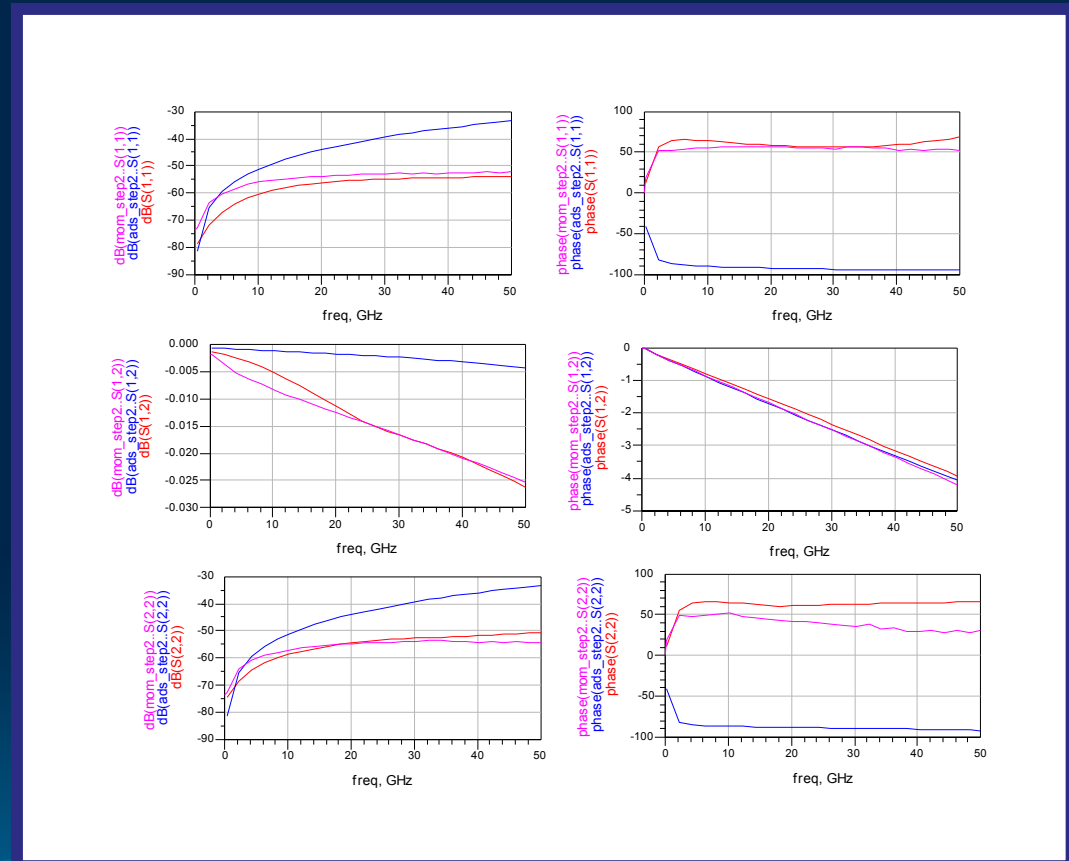 dB(mom_step2..S(1,1))
dB(ads_step2..S(1,1))
dB(S(1,1))
-30
-40
-50
-60
-70
-80
-90
0 10 20 30 40 50
freq, GHz
phase(mom_step2..S(1,1))
phase(ads_step2..S(1,1))
phase(S(1,1))
100
50
0
-50
-100
0 10 20 30 40 50
freq, GHz
dB(mom_step2..S(1,2))
dB(ads_step2..S(1,2))
dB(S(1,2))
0.000
-0.005
-0.010
-0.015
-0.020
-0.025
-0.030
0 10 20 30 40 50
freq, GHz
phase(mom_step2..S(1,2))
phase(ads_step2..S(1,2))
phase(S(1,2))
0
-1
-2
-3
-4
-5
0 10 20 30 40 50
freq, GHz
dB(mom_step2..S(2,2))
dB(ads_step2..S(2,2))
dB(S(2,2))
-30
-40
-50
-60
-70
-80
-90
0 10 20 30 40 50
freq, GHz
phase(mom_step2..S(2,2))
phase(ads_step2..S(2,2))
phase(S(2,2))
100
50
0
-50
-100
0 10 20 30 40 50
freq, GHz